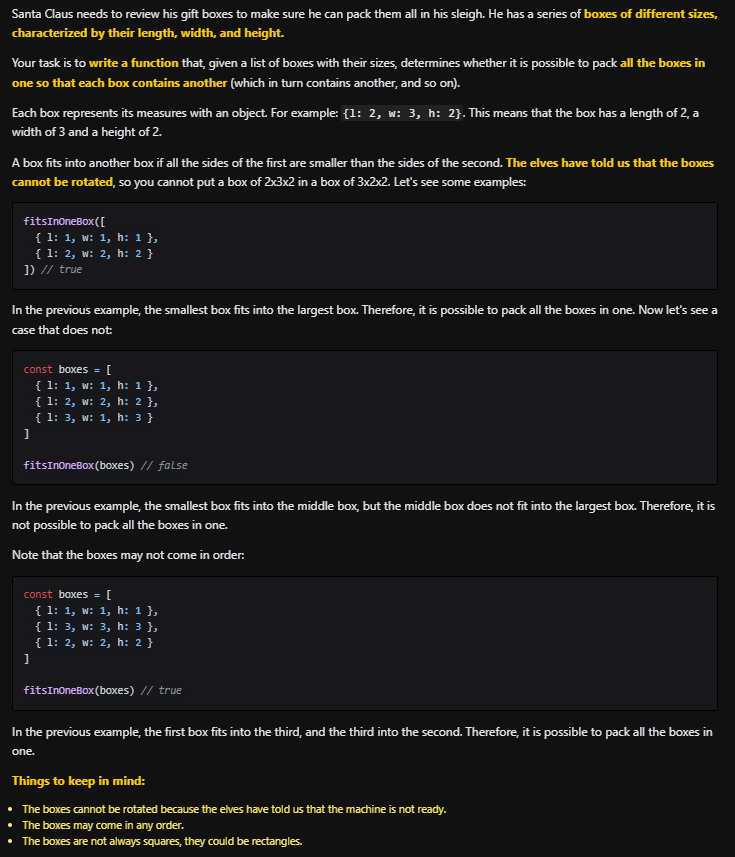 Santa Claus needs to review his gift boxes to make sure he can pack them all in his sleigh. He has a series of boxes of different sizes,
characterized by their length, width, and height.
Your task is to write a function that, given a list of boxes with their sizes, determines whether it is possible to pack all the boxes in
one so that each box contains another (which in turn contains another, and so on).
Each box represents its measures with an object. For example: {l: 2, w: 3, h: 2}. This means that the box has a length of 2, a
width of 3 and a height of 2.
A box fits into another box if all the sides of the first are smaller than the sides of the second. The elves have told us that the boxes
cannot be rotated, so you cannot put a box of 2x3x2 in a box of 3x2x2. Let's see some examples:
fitsInOneBox([
  { l: 1, w: 1, h: 1 },
  { l: 2, w: 2, h: 2 }
]) // true
In the previous example, the smallest box fits into the largest box. Therefore, it is possible to pack all the boxes in one. Now let's see a
case that does not:
const boxes = [
  { l: 1, w: 1, h: 1 },
  { l: 2, w: 2, h: 2 },
  { l: 3, w: 1, h: 3 }
]
fitsInOneBox(boxes) // false
In the previous example, the smallest box fits into the middle box, but the middle box does not fit into the largest box. Therefore, it is
not possible to pack all the boxes in one.
Note that the boxes may not come in order:
const boxes = [
  { l: 1, w: 1, h: 1 },
  { l: 3, w: 3, h: 3 },
  { l: 2, w: 2, h: 2 }
]
fitsInOneBox(boxes) // true
In the previous example, the first box fits into the third, and the third into the second. Therefore, it is possible to pack all the boxes in
one.
Things to keep in mind:
• The boxes cannot be rotated because the elves have told us that the machine is not ready.
• The boxes may come in any order.
• The boxes are not always squares, they could be rectangles.